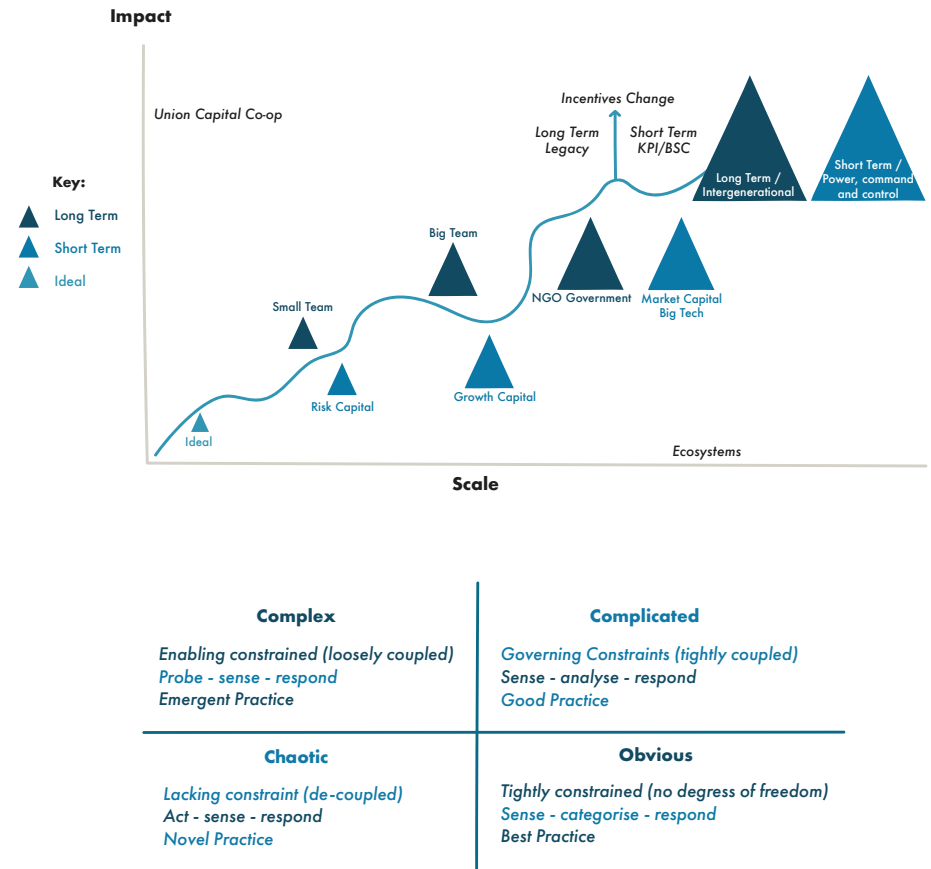 Impact
Union Capital Co-op
Incentives Change
Long Term
Legacy
Short Term
KPI/BSC
Key:
Long Term
Short Term
Ideal
Long Term /
Intergenerational
Short Term /
Power, command
and control
Big Team
NGO Government
Market Capital
Big Tech
Small Team
Risk Capital
Growth Capital
Ideal
Ecosystems
Scale
Complex
Enabling constrained (loosely coupled)
Probe - sense - respond
Emergent Practice
Complicated
Governing Constraints (tightly coupled)
Sense - analyse - respond
Good Practice
Chaotic
Lacking constraint (de-coupled)
Act - sense - respond
Novel Practice
Obvious
Tightly constrained (no degree of freedom)
Sense - categorise - respond
Best Practice